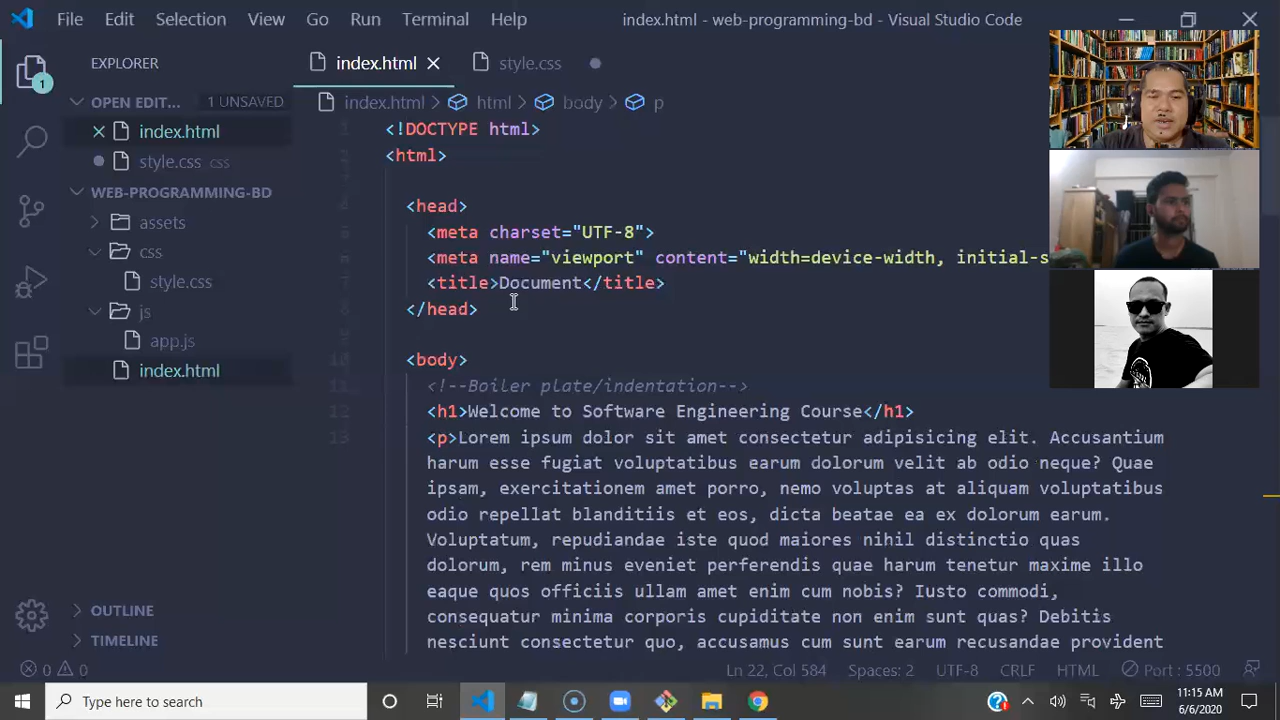 File Edit Selection View Go Run Terminal Help index.html - web-programming-bd - Visual Studio Code
EXPLORER
index.html
style.css
OPEN EDIT... 1 UNSAVED
index.html
style.css css
WEB-PROGRAMMING-BD
assets
css
style.css
js
app.js
index.html
OUTLINE
TIMELINE
1
index.html > html > body > p
<!DOCTYPE html>
<html>
<head>
<meta charset="UTF-8">
<meta name="viewport" content="width=device-width, initial-s
<title>Document</title>
</head>
10 <body>
11 <!--Boiler plate/indentation-->
12 <h1>Welcome to Software Engineering Course</h1>
13 <p>Lorem ipsum dolor sit amet consectetur adipisicing elit. Accusantium
harum esse fugiat voluptatibus earum dolorum velit ab odio neque? Quae
ipsam, exercitationem amet porro, nemo voluptas at aliquam voluptatibus
odio repellat blanditiis et eos, dicta beatae ea ex dolorum earum.
Voluptatum, repudiandae iste quod maiores nihil distinctio quas
dolorum, rem minus eveniet perferendis quae harum tenetur maxime illo
eaque quos officiis ullam amet enim cum nobis? Iusto commodi,
consequatur minima corporis cupiditate non enim sunt quas? Debitis
nesciunt consectetur quo, accusamus cum sunt earum recusandae provident
0 0 Ln 22, Col 584 Spaces: 2 UTF-8 CRLF HTML Port : 5500
Type here to search
11:15 AM
6/6/2020